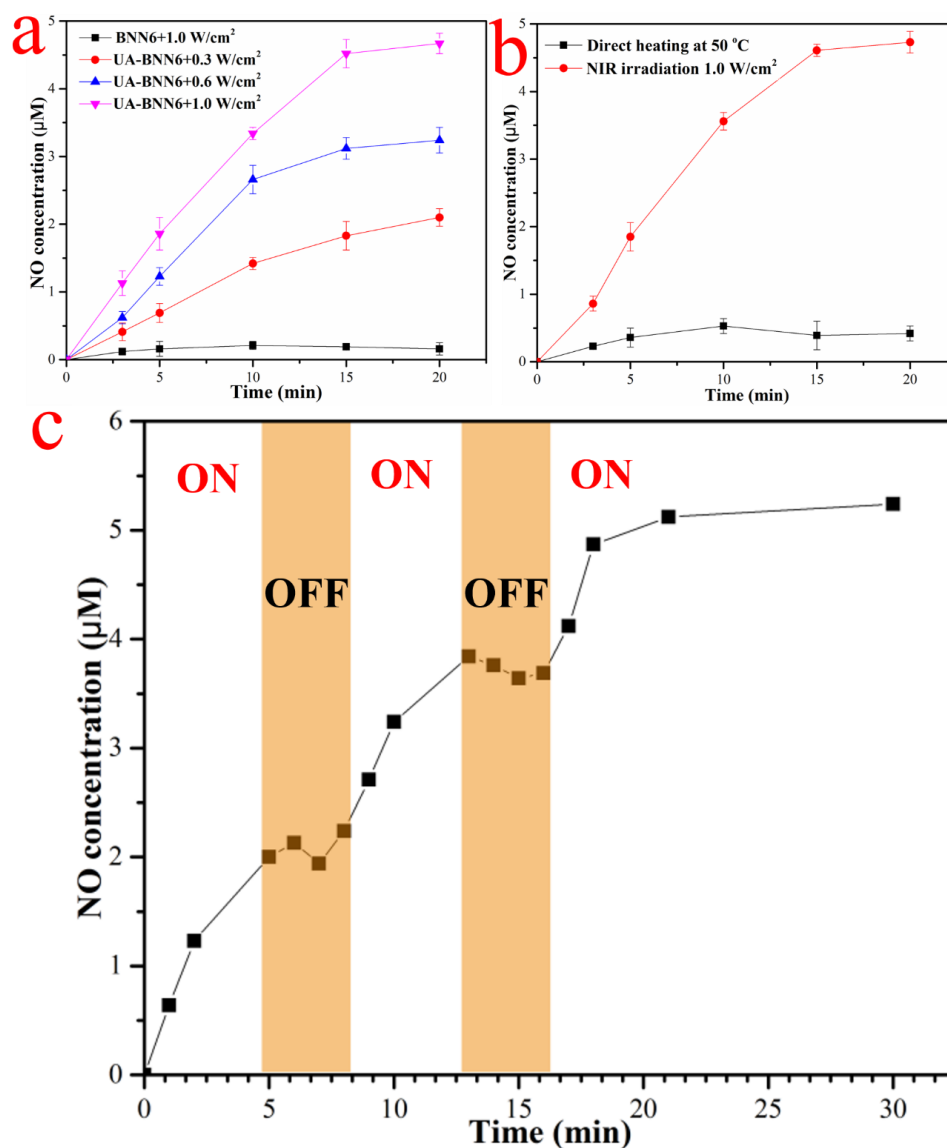 a
BNN6+1.0 W/cm²
UA-BNN6+0.3 W/cm²
UA-BNN6+0.6 W/cm²
UA-BNN6+1.0 W/cm²
NO concentration (μM)
5
4
3
2
1
0
0 5 10 15 20
Time (min)
b
Direct heating at 50 °C
NIR irradiation 1.0 W/cm²
NO concentration (μM)
5
4
3
2
1
0
0 5 10 15 20
Time (min)
c
ON ON ON
OFF OFF
NO concentration (μM)
6
5
4
3
2
1
0
0 5 10 15 20 25 30
Time (min)